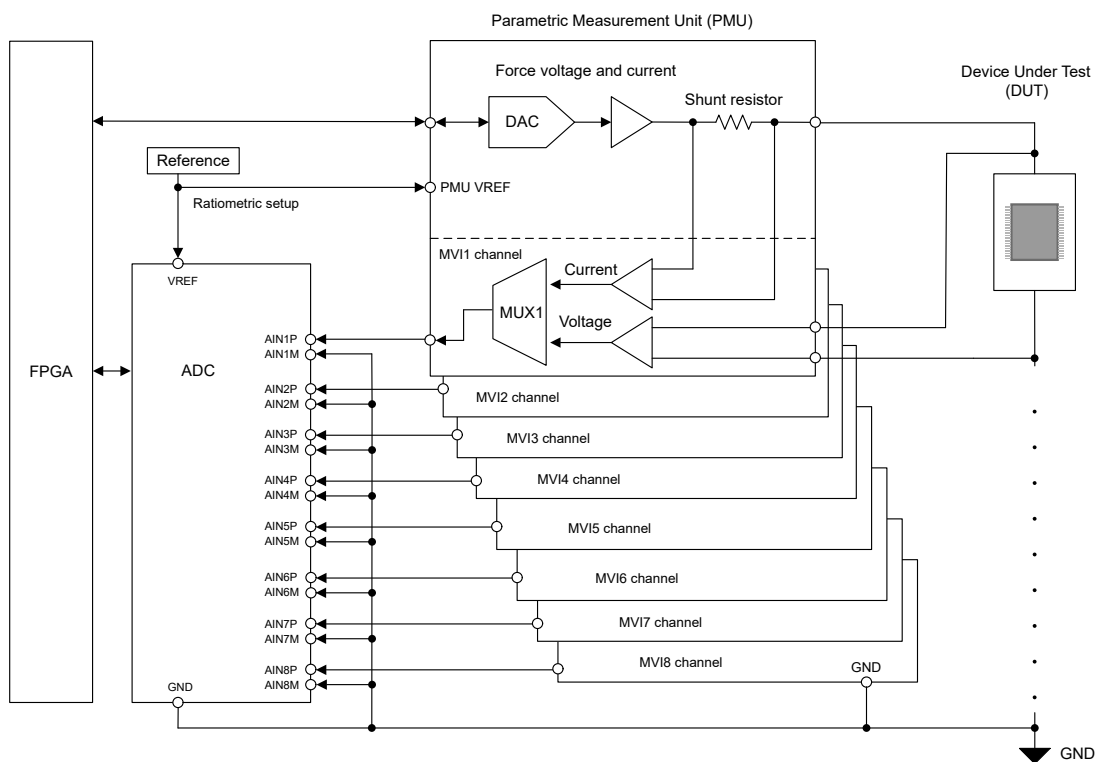 Parametric Measurement Unit (PMU)
Force voltage and current
Device Under Test
(DUT)
Shunt resistor
DAC
Reference
PMU VREF
Ratiometric setup
MVI1 channel
VREF
Current
MUX1
Voltage
FPGA
ADC
AIN1P
AIN1M
AIN2P
AIN2M
AIN3P
AIN3M
AIN4P
AIN4M
AIN5P
AIN5M
AIN6P
AIN6M
AIN7P
AIN7M
AIN8P
AIN8M
MVI2 channel
MVI3 channel
MVI4 channel
MVI5 channel
MVI6 channel
MVI7 channel
MVI8 channel
GND
GND
GND